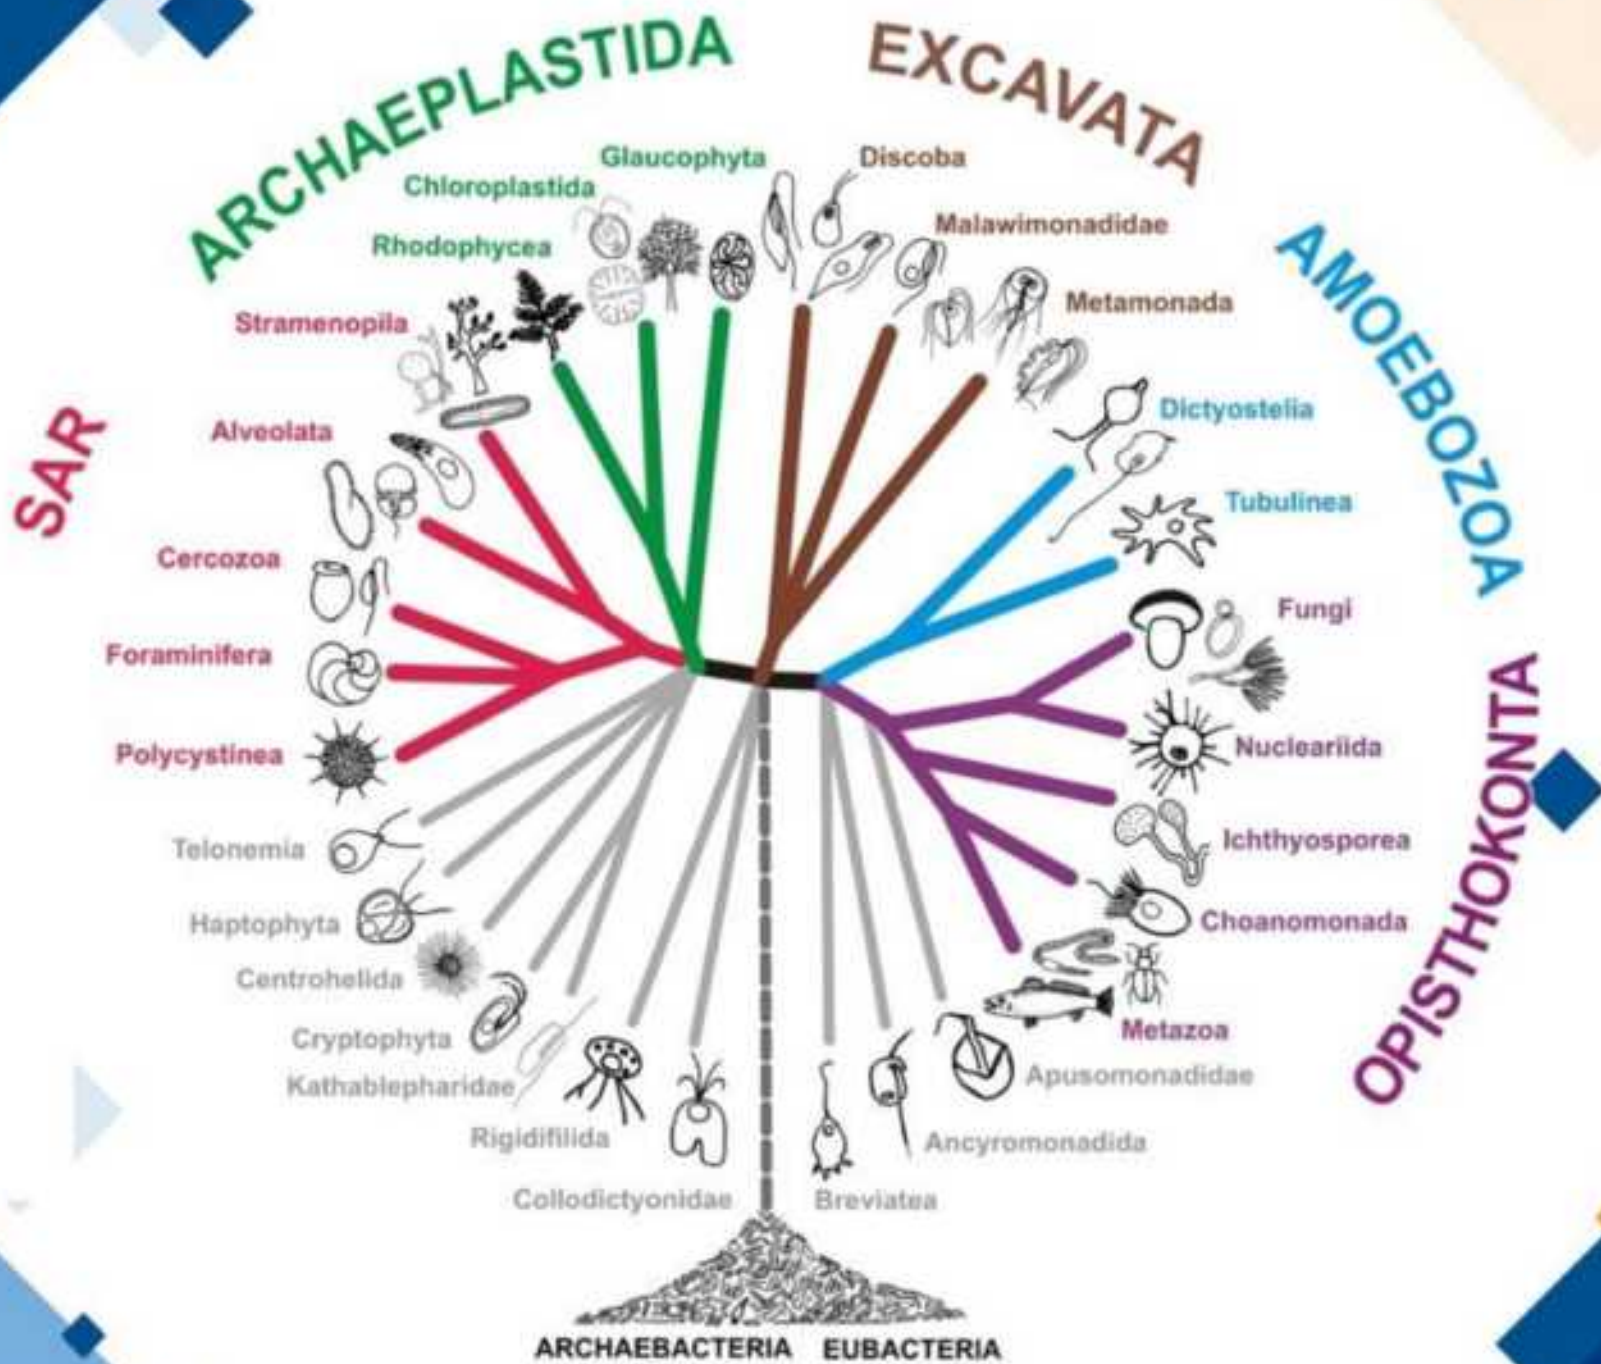 ARCHAEPLASTIDA
EXCAVATA
Glaucophyta
Discoba
Chloroplastida
Malawimonadidae
Rhodophycea
Metamonada
AMOEBOZOA
Stramenopila
Dictyostelia
SAR
Alveolata
Tubulinea
Cercozoa
Fungi
Foraminifera
OPISTHOKONTA
Polycystinea
Nucleariida
Telonemia
Ichthyosporea
Haptophyta
Choanomonada
Centrohelida
Cryptophyta
Metazoa
Kathablepharidae
Apusomonadidae
Rigidifilida
Ancyromonadida
Collodictyonidae
Breviatea
ARCHAEBACTERIA EUBACTERIA